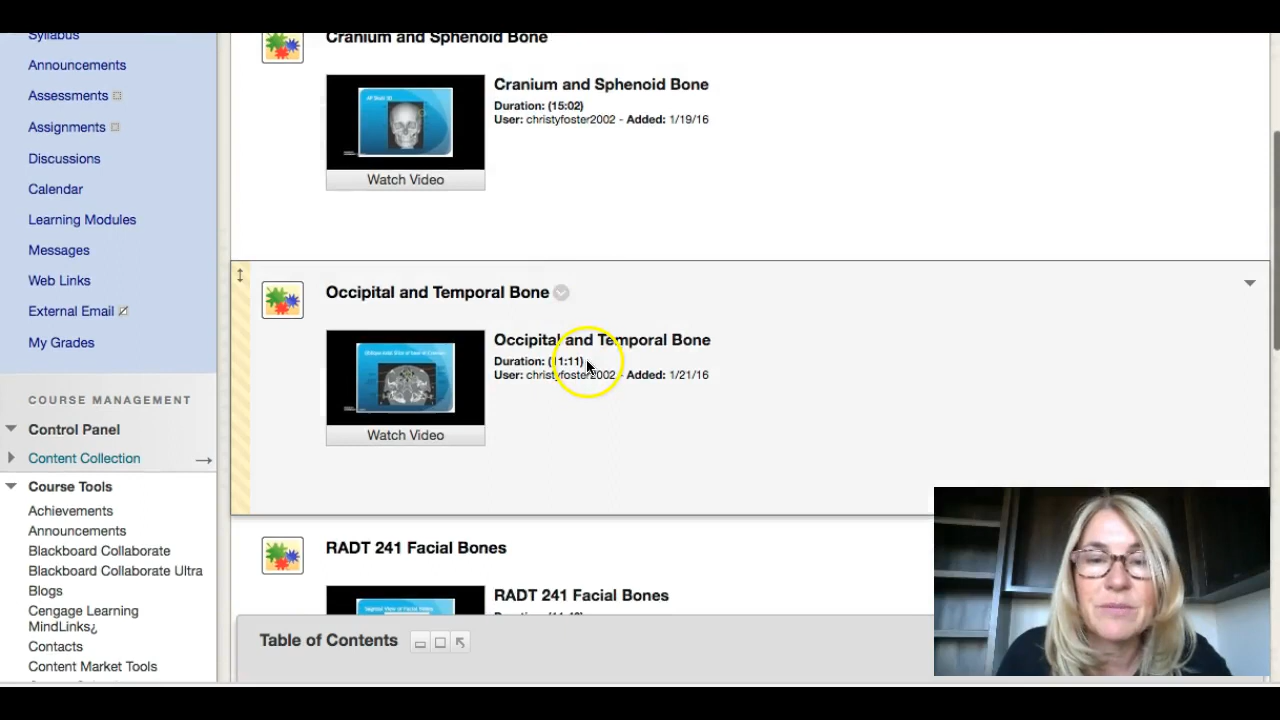 Syllabus
Announcements
Assessments
Assignments
Discussions
Calendar
Learning Modules
Messages
Web Links
External Email
My Grades
COURSE MANAGEMENT
Control Panel
Content Collection
Course Tools
Achievements
Announcements
Blackboard Collaborate
Blackboard Collaborate Ultra
Blogs
Cengage Learning
MindLinks¿
Contacts
Content Market Tools
Cranium and Sphenoid Bone
Cranium and Sphenoid Bone
Duration: (15:02)
User: christyfoster2002 - Added: 1/19/16
Watch Video
Occipital and Temporal Bone
Occipital and Temporal Bone
Duration: (11:11)
User: christyfoster2002 - Added: 1/21/16
Watch Video
RADT 241 Facial Bones
RADT 241 Facial Bones
Table of Contents